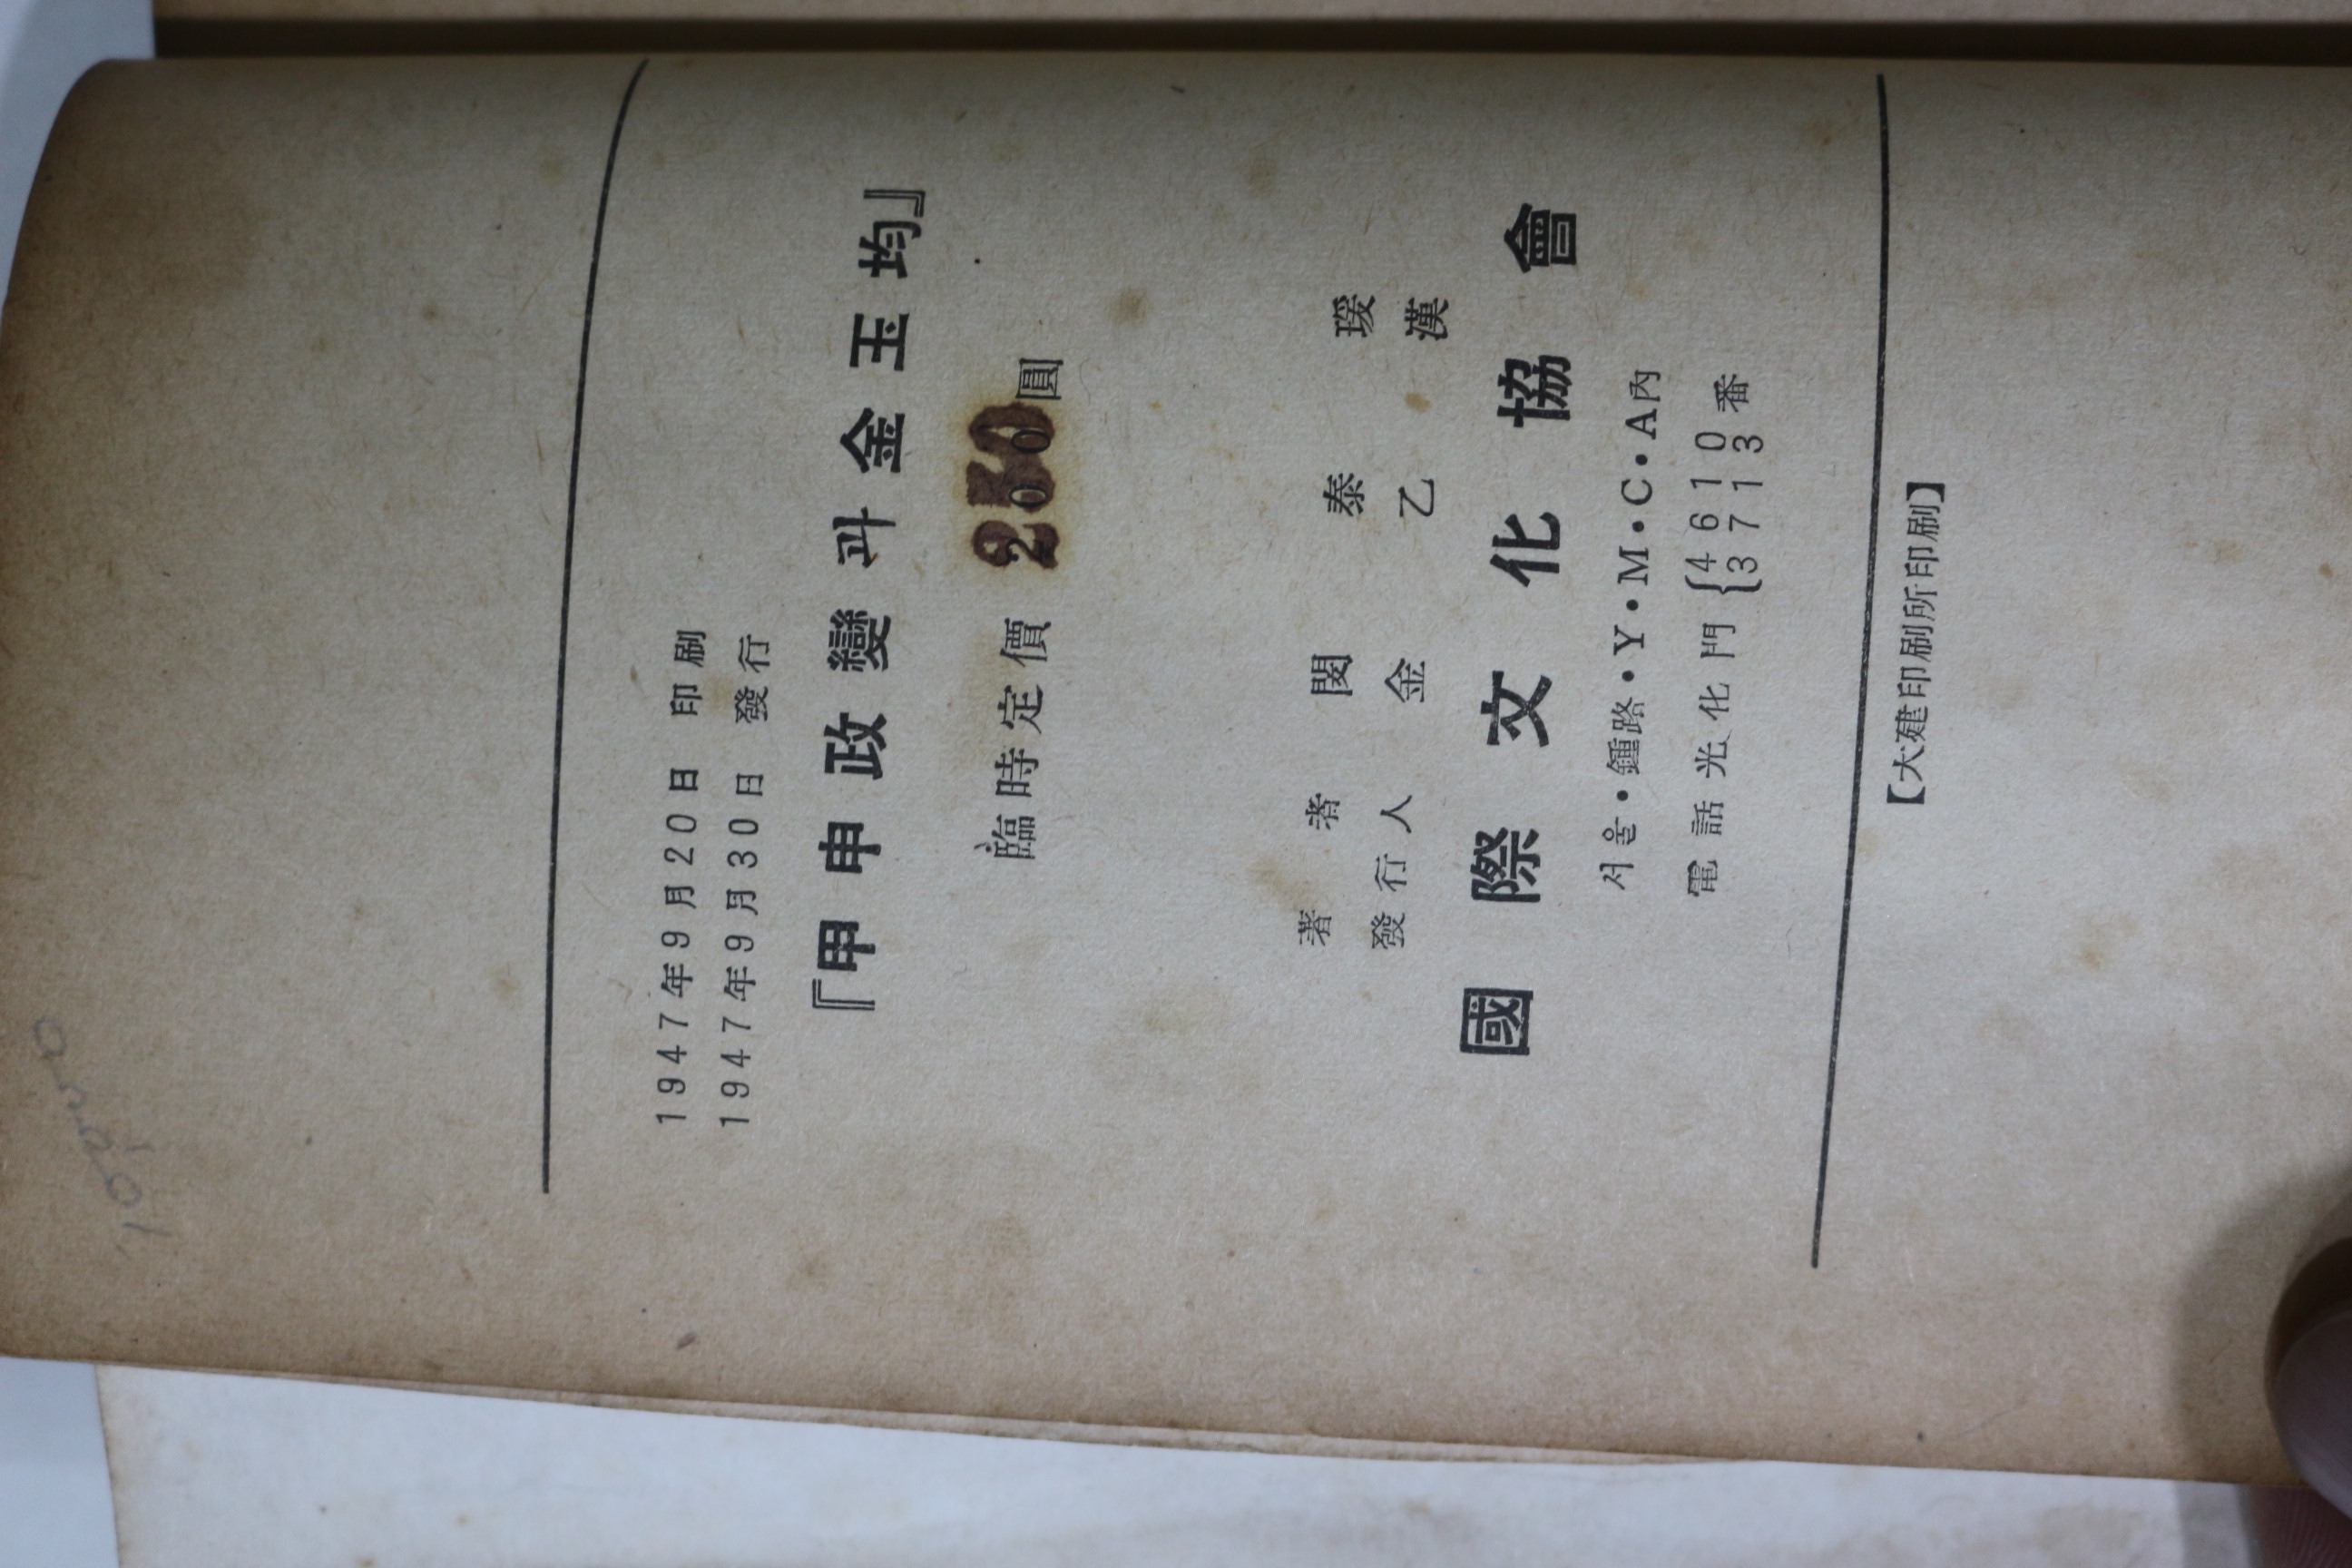 1947年9月20日 印刷
1947年9月30日 發行
『甲申政變과金玉均』
臨時定價 250圓
著者 閔泰瑗
發行人 金乙漢
國際文化協會
서울・鍾路・Y・M・C・A內
電話光化門{4610
3713番
【大建印刷所印刷】